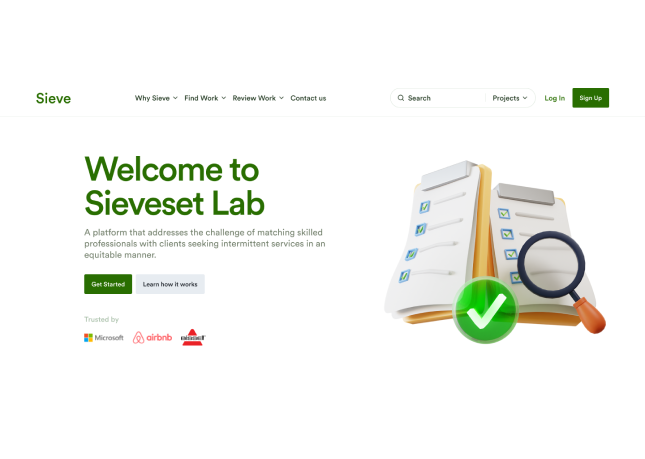 Sieve
Why Sieve Find Work Review Work Contact us Search Projects Log In Sign Up
Welcome to
Sieveset Lab
A platform that addresses the challenge of matching skilled
professionals with clients seeking intermittent services in an
equitable manner.
Get Started Learn how it works
Trusted by
Microsoft airbnb BISSELL